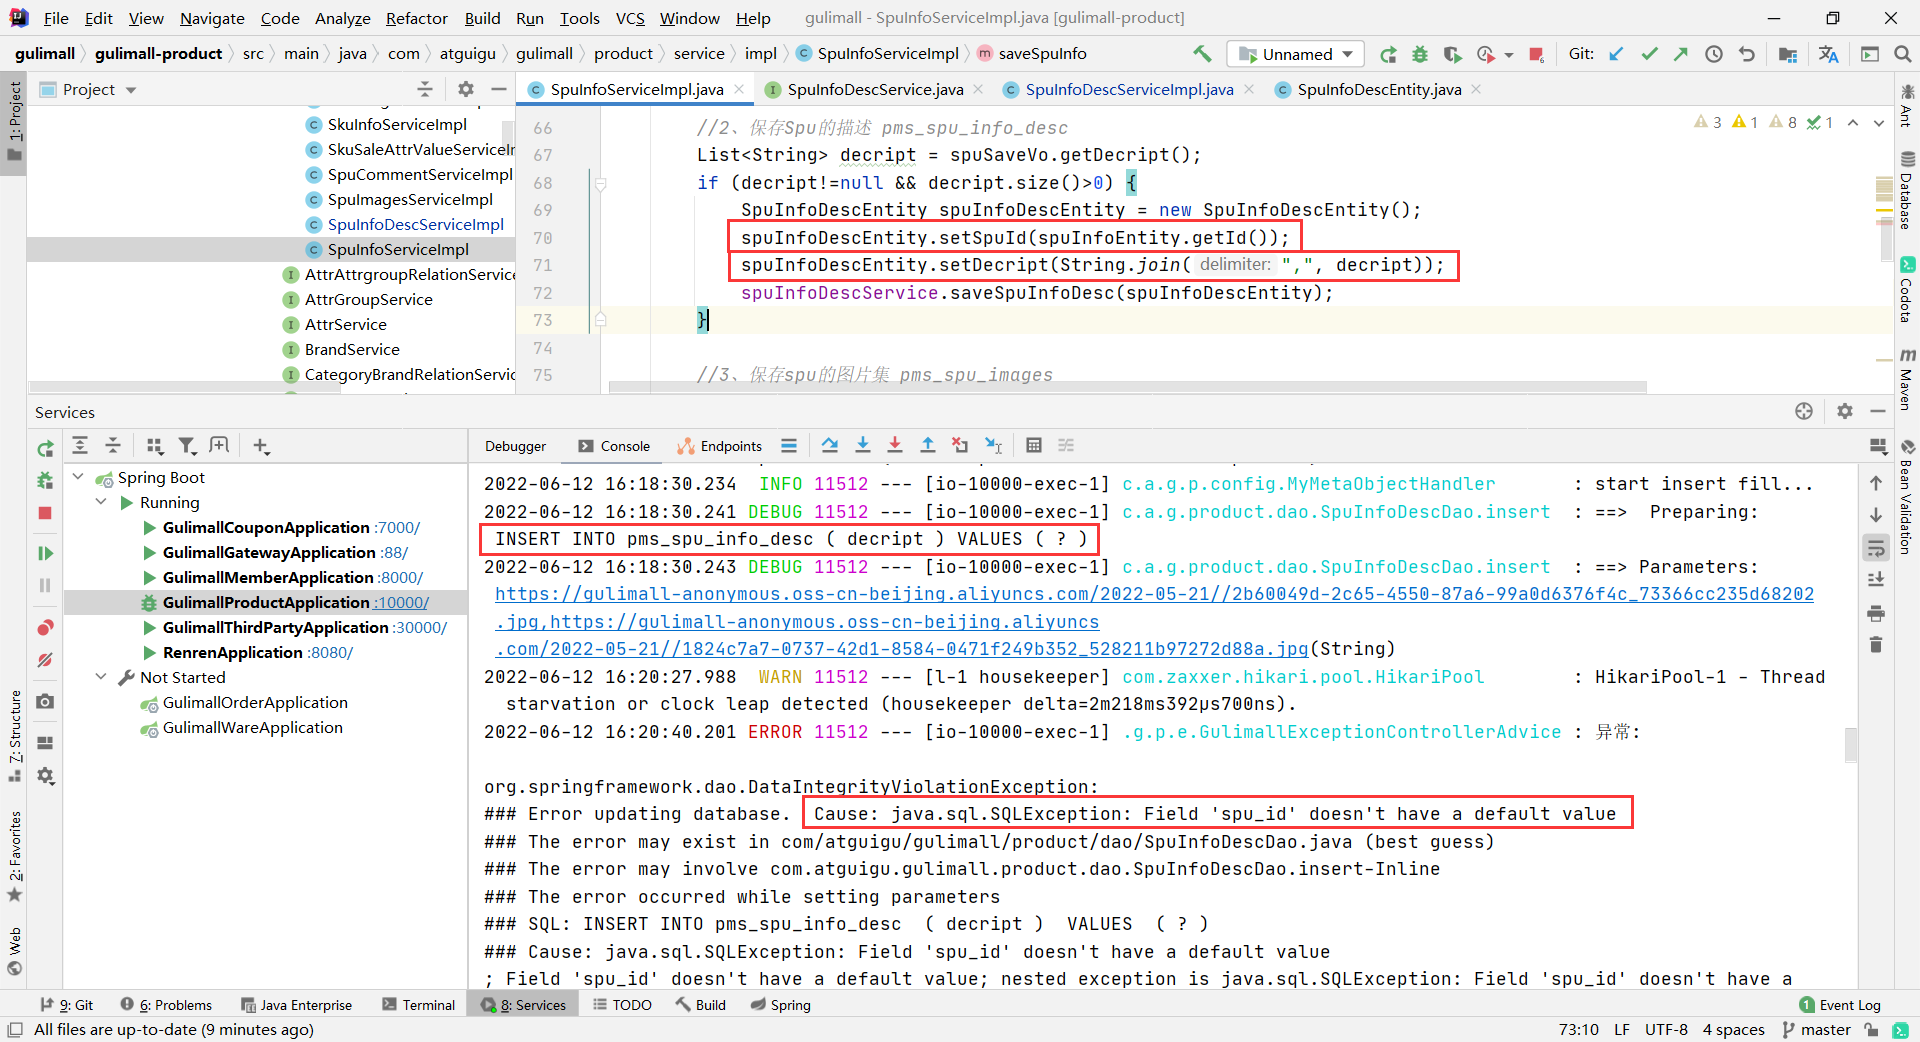 File Edit View Navigate Code Analyze Refactor Build Run Tools VCS Window Help gulimall - SpuInfoServiceImpl.java [gulimall-product]
gulimall gulimall-product src main java com atguigu gulimall product service impl SpuInfoServiceImpl saveSpuInfo Unnamed Git:
1: Project
Project
SkuInfoServiceImpl
SkuSaleAttrValueServiceIr
SpuCommentServiceImpl
SpuImagesServiceImpl
SpuInfoDescServiceImpl
SpuInfoServiceImpl
AttrAttrgroupRelationService
AttrGroupService
AttrService
BrandService
CategoryBrandRelationServic
SpuInfoServiceImpl.java SpuInfoDescService.java SpuInfoDescServiceImpl.java SpuInfoDescEntity.java
3 1 8 1
66 //2、保存Spu的描述 pms_spu_info_desc
67 List<String> decript = spuSaveVo.getDecript();
68 if (decript!=null && decript.size()>0) {
69 SpuInfoDescEntity spuInfoDescEntity = new SpuInfoDescEntity();
70 spuInfoDescEntity.setSpuId(spuInfoEntity.getId());
71 spuInfoDescEntity.setDecript(String.join( delimiter: ",", decript));
72 spuInfoDescService.saveSpuInfoDesc(spuInfoDescEntity);
73 }
74
75 //3、保存spu的图片集 pms_spu_images
Ant
Database
Codota
Maven
Bean Validation
Services
Debugger Console Endpoints
Spring Boot
Running
GulimallCouponApplication :7000/
GulimallGatewayApplication :88/
GulimallMemberApplication :8000/
GulimallProductApplication :10000/
GulimallThirdPartyApplication :30000/
RenrenApplication :8080/
Not Started
GulimallOrderApplication
GulimallWareApplication
2022-06-12 16:18:30.234 INFO 11512 --- [io-10000-exec-1] c.a.g.p.config.MyMetaObjectHandler : start insert fill...
2022-06-12 16:18:30.241 DEBUG 11512 --- [io-10000-exec-1] c.a.g.product.dao.SpuInfoDescDao.insert : ==> Preparing:
INSERT INTO pms_spu_info_desc ( decript ) VALUES ( ? )
2022-06-12 16:18:30.243 DEBUG 11512 --- [io-10000-exec-1] c.a.g.product.dao.SpuInfoDescDao.insert : ==> Parameters:
https://gulimall-anonymous.oss-cn-beijing.aliyuncs.com/2022-05-21//2b60049d-2c65-4550-87a6-99a0d6376f4c_73366cc235d68202
.jpg,https://gulimall-anonymous.oss-cn-beijing.aliyuncs
.com/2022-05-21//1824c7a7-0737-42d1-8584-0471f249b352_528211b97272d88a.jpg(String)
2022-06-12 16:20:27.988 WARN 11512 --- [l-1 housekeeper] com.zaxxer.hikari.pool.HikariPool : HikariPool-1 - Thread
starvation or clock leap detected (housekeeper delta=2m218ms392µs700ns).
2022-06-12 16:20:40.201 ERROR 11512 --- [io-10000-exec-1] .g.p.e.GulimallExceptionControllerAdvice : 异常:
org.springframework.dao.DataIntegrityViolationException:
### Error updating database. Cause: java.sql.SQLException: Field 'spu_id' doesn't have a default value
### The error may exist in com/atguigu/gulimall/product/dao/SpuInfoDescDao.java (best guess)
### The error may involve com.atguigu.gulimall.product.dao.SpuInfoDescDao.insert-Inline
### The error occurred while setting parameters
### SQL: INSERT INTO pms_spu_info_desc ( decript ) VALUES ( ? )
### Cause: java.sql.SQLException: Field 'spu_id' doesn't have a default value
; Field 'spu_id' doesn't have a default value; nested exception is java.sql.SQLException: Field 'spu_id' doesn't have a
7: Structure
2: Favorites
Web
9: Git 6: Problems Java Enterprise Terminal 8: Services TODO Build Spring 1 Event Log
All files are up-to-date (9 minutes ago) 73:10 LF UTF-8 4 spaces master